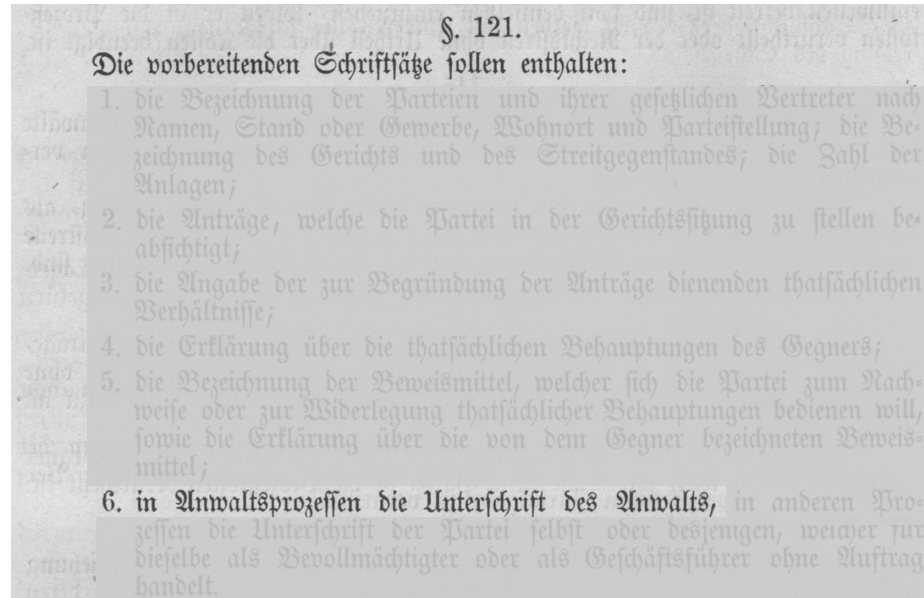 §. 121.
Die vorbereitenden Schriftsätze sollen enthalten:
1. die Bezeichnung der Parteien und ihrer gesetzlichen Vertreter nach
Namen, Stand oder Gewerbe, Wohnort und Parteistellung; die Be-
zeichnung des Gerichts und des Streitgegenstandes; die Zahl der
Anlagen;
2. die Anträge, welche die Partei in der Gerichtssitzung zu stellen be-
absichtigt;
3. die Angabe der zur Begründung der Anträge dienenden thatsächlichen
Verhältnisse;
4. die Erklärung über die thatsächlichen Behauptungen des Gegners;
5. die Bezeichnung der Beweismittel, welcher sich die Partei zum Nach-
weise oder zur Widerlegung thatsächlicher Behauptungen bedienen will,
sowie die Erklärung über die von dem Gegner bezeichneten Beweis-
mittel;
6. in Anwaltsprozessen die Unterschrift des Anwalts, in anderen Pro-
zessen die Unterschrift der Partei selbst oder desjenigen, welcher für
dieselbe als Bevollmächtigter oder als Geschäftsführer ohne Auftrag
handelt.